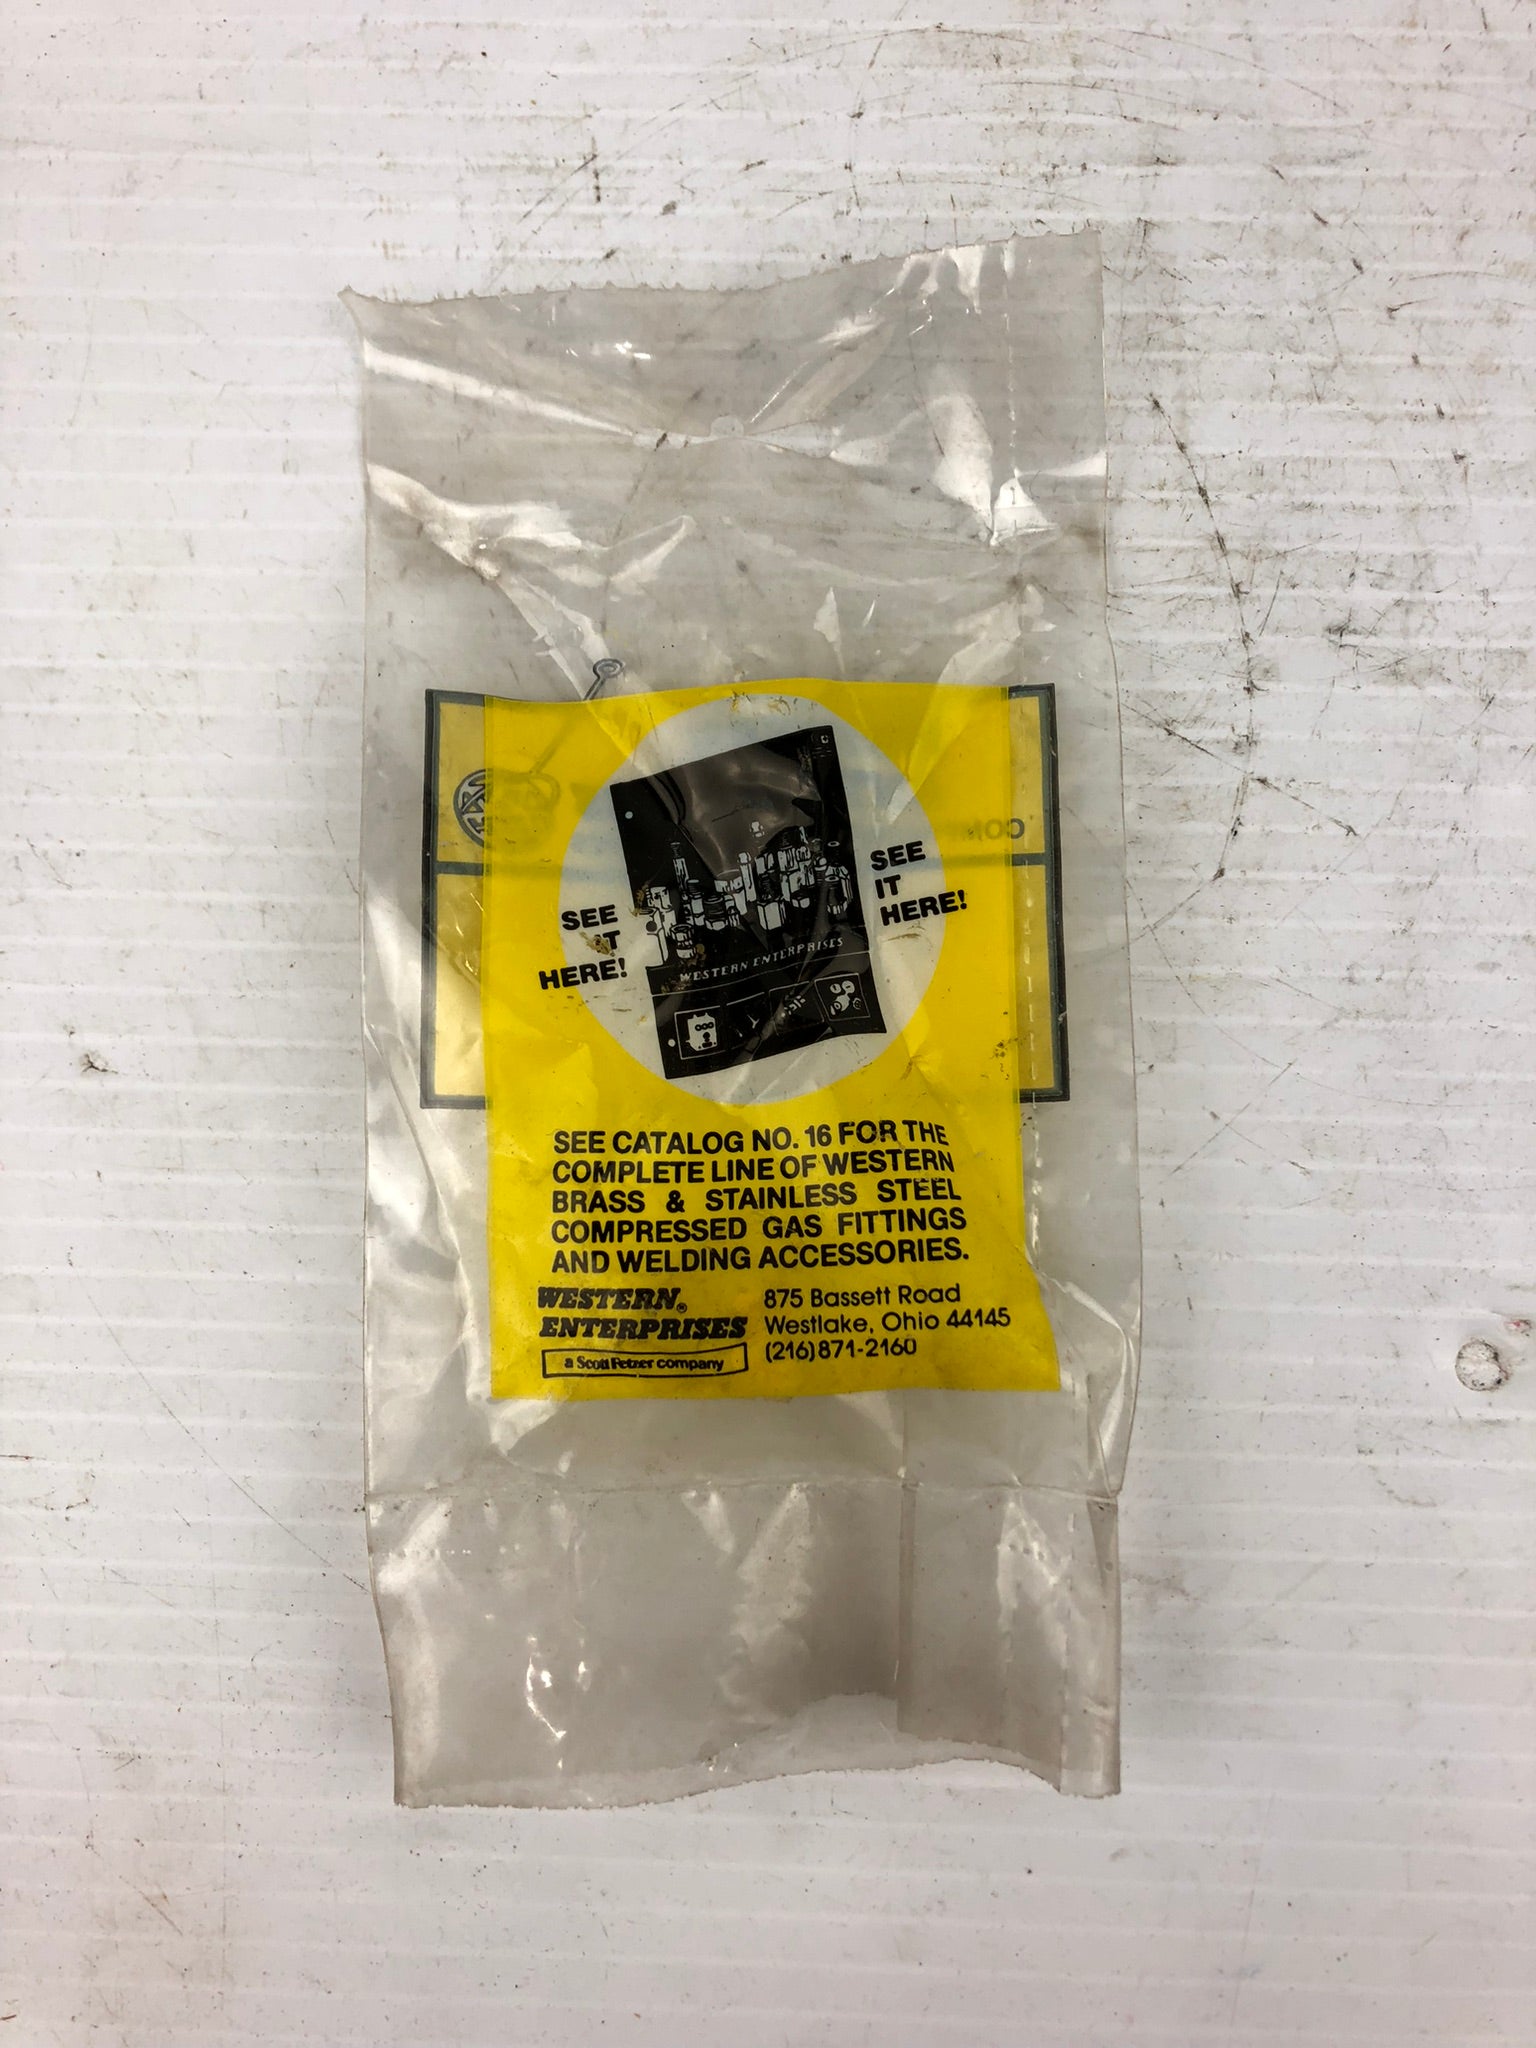 SEE
IT
HERE!
SEE
IT
HERE!
WESTERN ENTERPRISES
SEE CATALOG NO. 16 FOR THE
COMPLETE LINE OF WESTERN
BRASS & STAINLESS STEEL
COMPRESSED GAS FITTINGS
AND WELDING ACCESSORIES.
WESTERN®
ENTERPRISES
a Scott Fetzer company
875 Bassett Road
Westlake, Ohio 44145
(216)871-2160